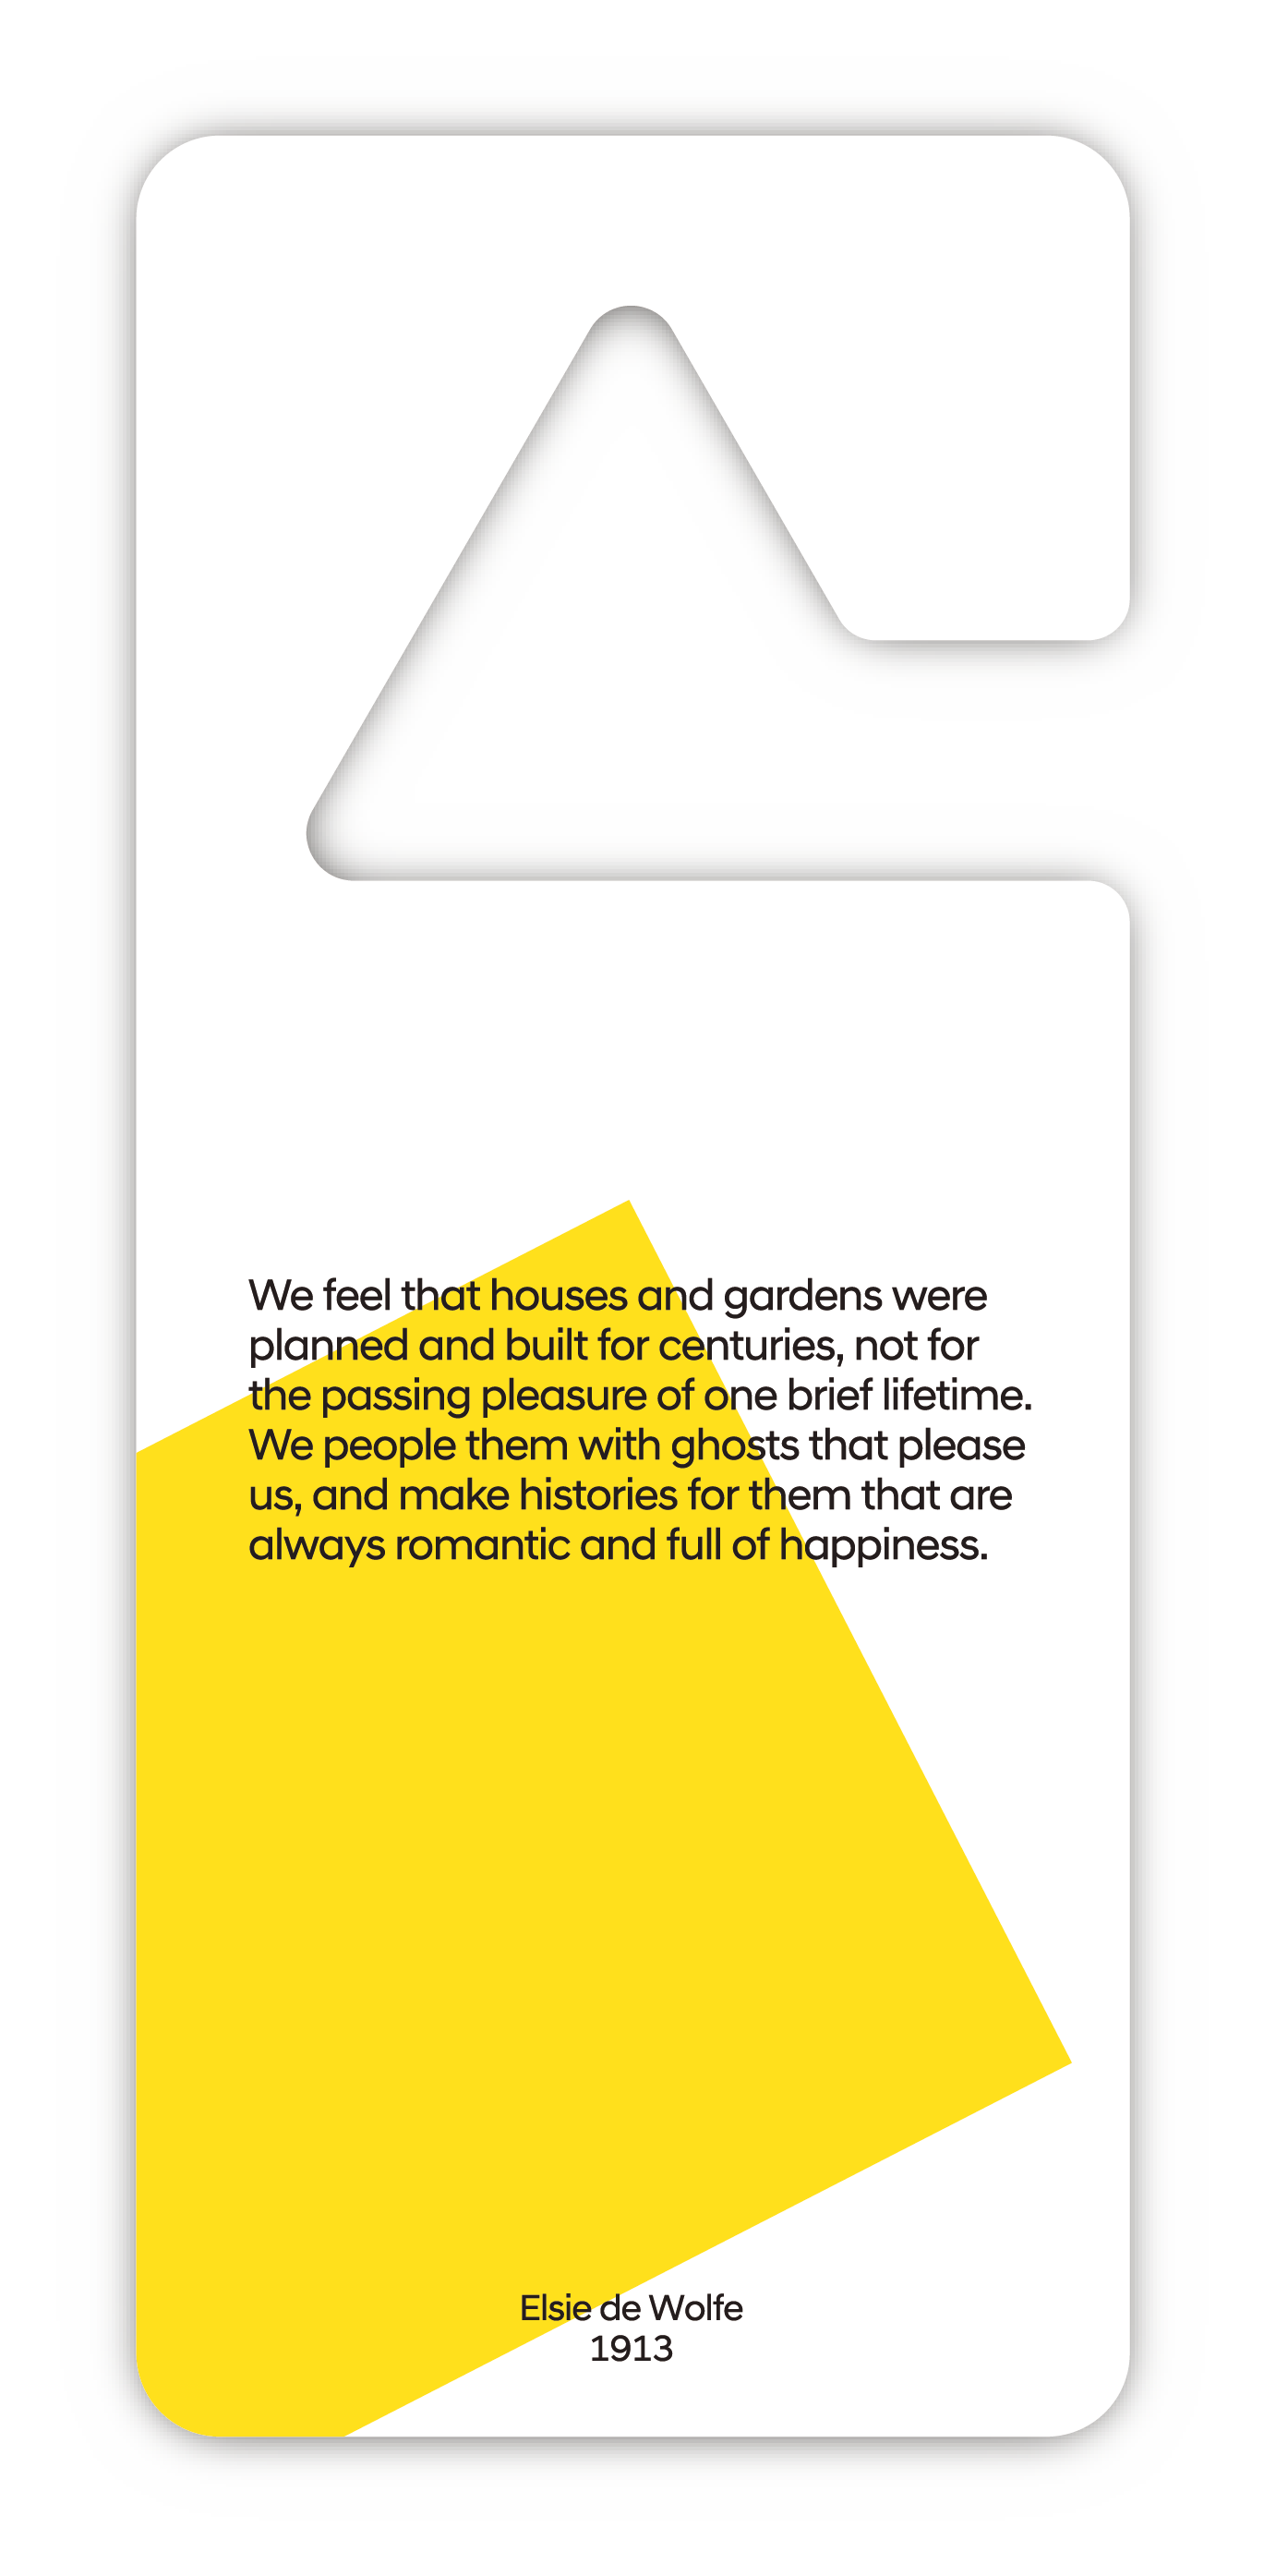 We feel that houses and gardens were
planned and built for centuries, not for
the passing pleasure of one brief lifetime.
We people them with ghosts that please
us, and make histories for them that are
always romantic and full of happiness.
Elsie de Wolfe
1913